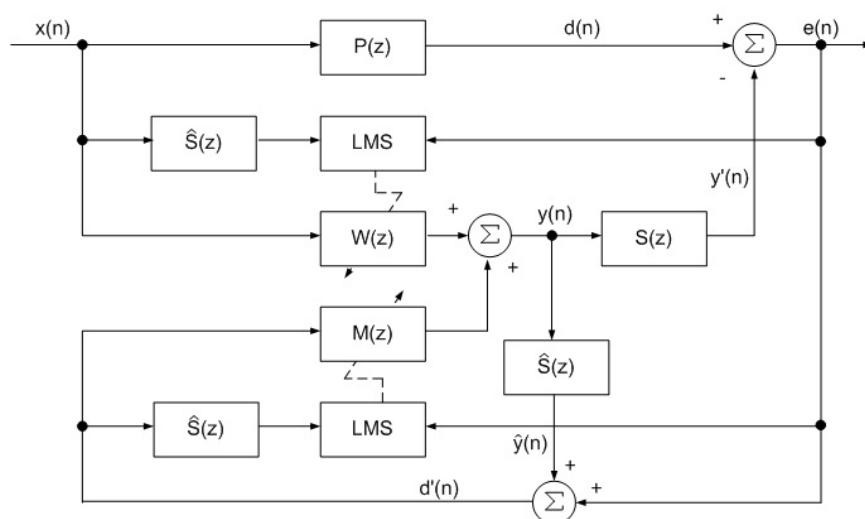 x(n)
P(z)
d(n)
+
Σ
e(n)
-
Ŝ(z)
LMS
y'(n)
W(z)
+
Σ
+
y(n)
S(z)
M(z)
Ŝ(z)
Ŝ(z)
LMS
ŷ(n)
+
d'(n)
Σ
+